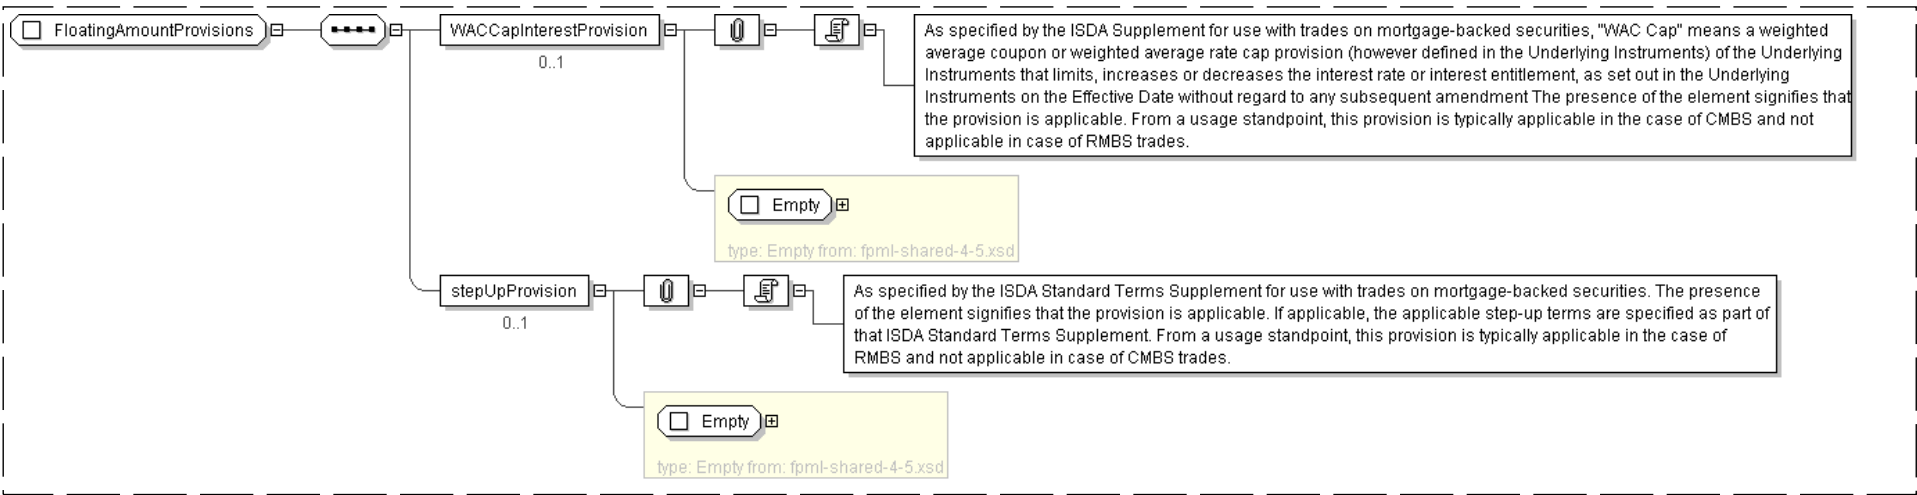 FloatingAmountProvisions
WACCapInterestProvision
0..1
As specified by the ISDA Supplement for use with trades on mortgage-backed securities, "WAC Cap" means a weighted
average coupon or weighted average rate cap provision (however defined in the Underlying Instruments) of the Underlying
Instruments that limits, increases or decreases the interest rate or interest entitlement, as set out in the Underlying
Instruments on the Effective Date without regard to any subsequent amendment The presence of the element signifies that
the provision is applicable. From a usage standpoint, this provision is typically applicable in the case of CMBS and not
applicable in case of RMBS trades.
Empty
type: Empty from: fpml-shared-4-5.xsd
stepUpProvision
0..1
As specified by the ISDA Standard Terms Supplement for use with trades on mortgage-backed securities. The presence
of the element signifies that the provision is applicable. If applicable, the applicable step-up terms are specified as part of
that ISDA Standard Terms Supplement. From a usage standpoint, this provision is typically applicable in the case of
RMBS and not applicable in case of CMBS trades.
Empty
type: Empty from: fpml-shared-4-5.xsd